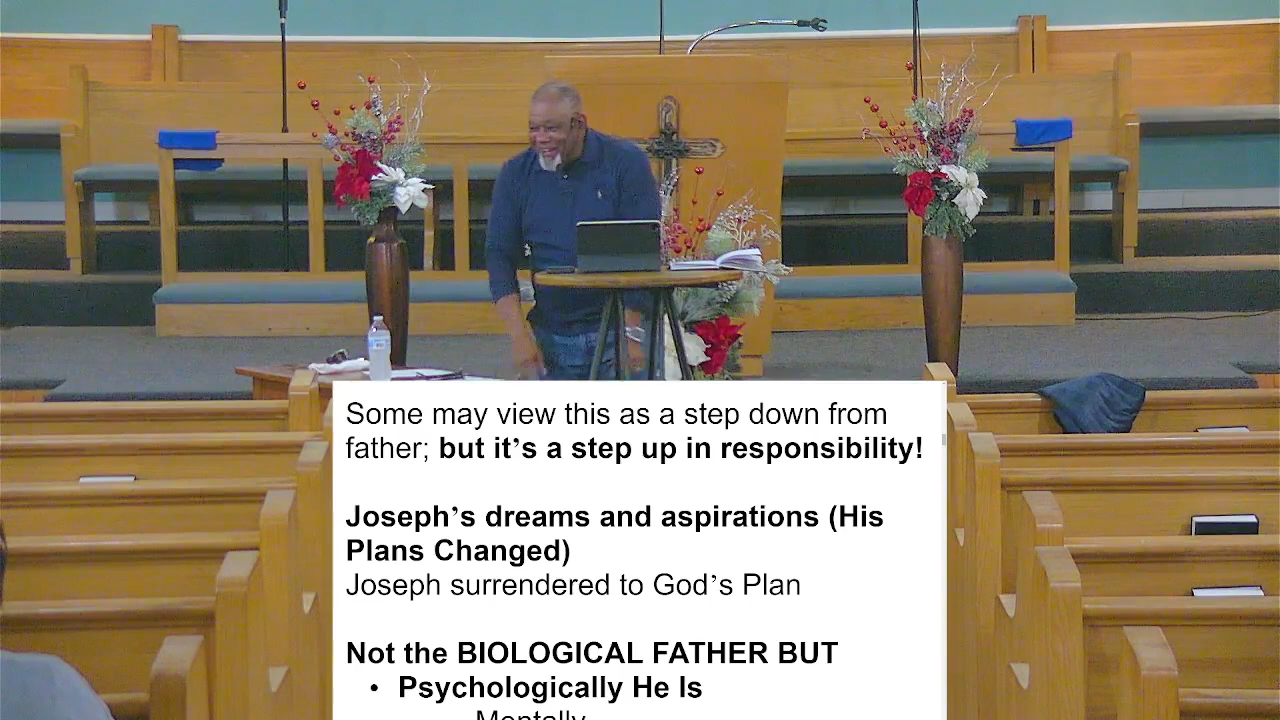 Some may view this as a step down from
father; but it’s a step up in responsibility!
Joseph’s dreams and aspirations (His
Plans Changed)
Joseph surrendered to God’s Plan
Not the BIOLOGICAL FATHER BUT
• Psychologically He Is
Mentally